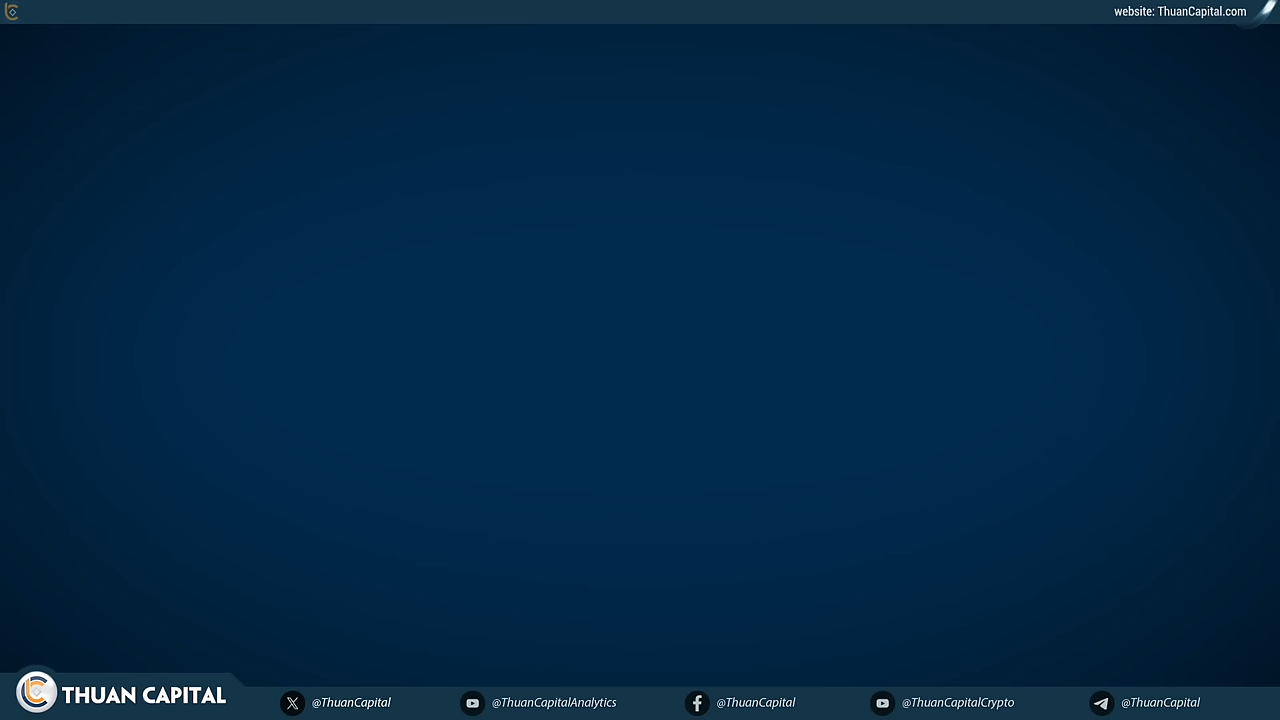 website: ThuanCapital.com
THUAN CAPITAL
@ThuanCapital
@ThuanCapitalAnalytics
@ThuanCapital
@ThuanCapitalCrypto
@ThuanCapital